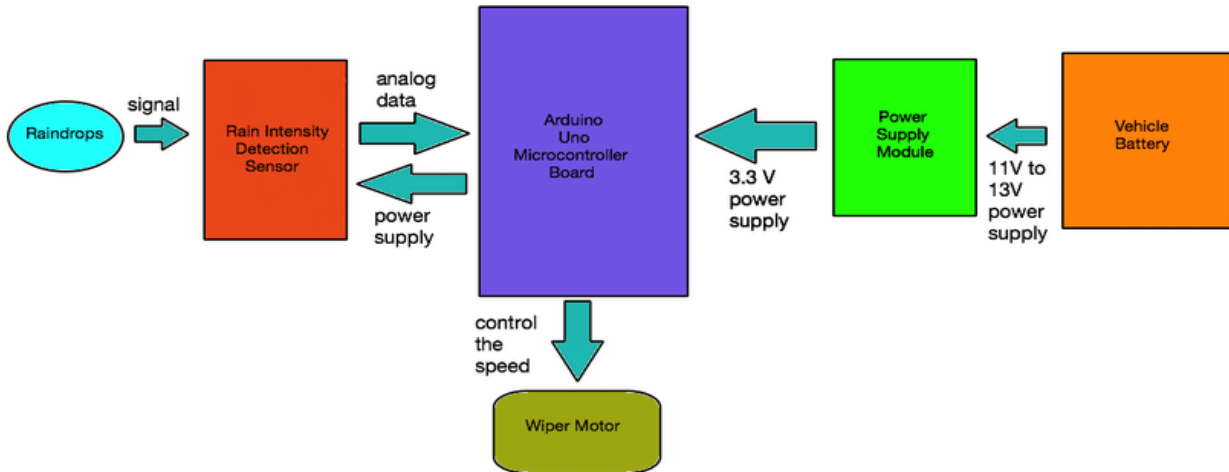 Raindrops
signal
Rain Intensity
Detection
Sensor
analog
data
power
supply
Arduino
Uno
Microcontroller
Board
control
the
speed
Wiper Motor
3.3 V
power
supply
Power
Supply
Module
11V to
13V
power
supply
Vehicle
Battery